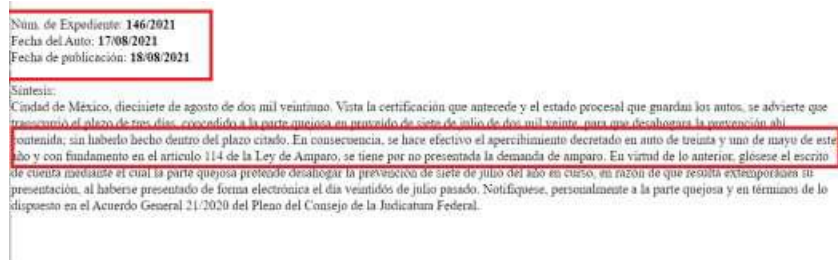 Núm. de Expediente: 146/2021
Fecha del Auto: 17/08/2021
Fecha de publicación: 18/08/2021
Síntesis:
Ciudad de México, diecisiete de agosto de dos mil veintiuno. Vista la certificación que antecede y el estado procesal que guardan los autos, se advierte que
transcurrió el plazo de tres días, concedido a la parte quejosa en proveído de siete de julio de dos mil veinte, para que desahogara la prevención ahí
contenida, sin haberlo hecho dentro del plazo citado. En consecuencia, se hace efectivo el apercibimiento decretado en auto de treinta y uno de mayo de este
año y con fundamento en el artículo 114 de la Ley de Amparo, se tiene por no presentada la demanda de amparo. En virtud de lo anterior, glósese el escrito
de cuenta mediante el cual la parte quejosa pretende desahogar la prevención de siete de julio del año en curso, en razón de que resulta extemporánea su
presentación, al haberse presentado de forma electrónica el día veintidós de julio pasado. Notifíquese, personalmente a la parte quejosa y en términos de lo
dispuesto en el Acuerdo General 21/2020 del Pleno del Consejo de la Judicatura Federal.